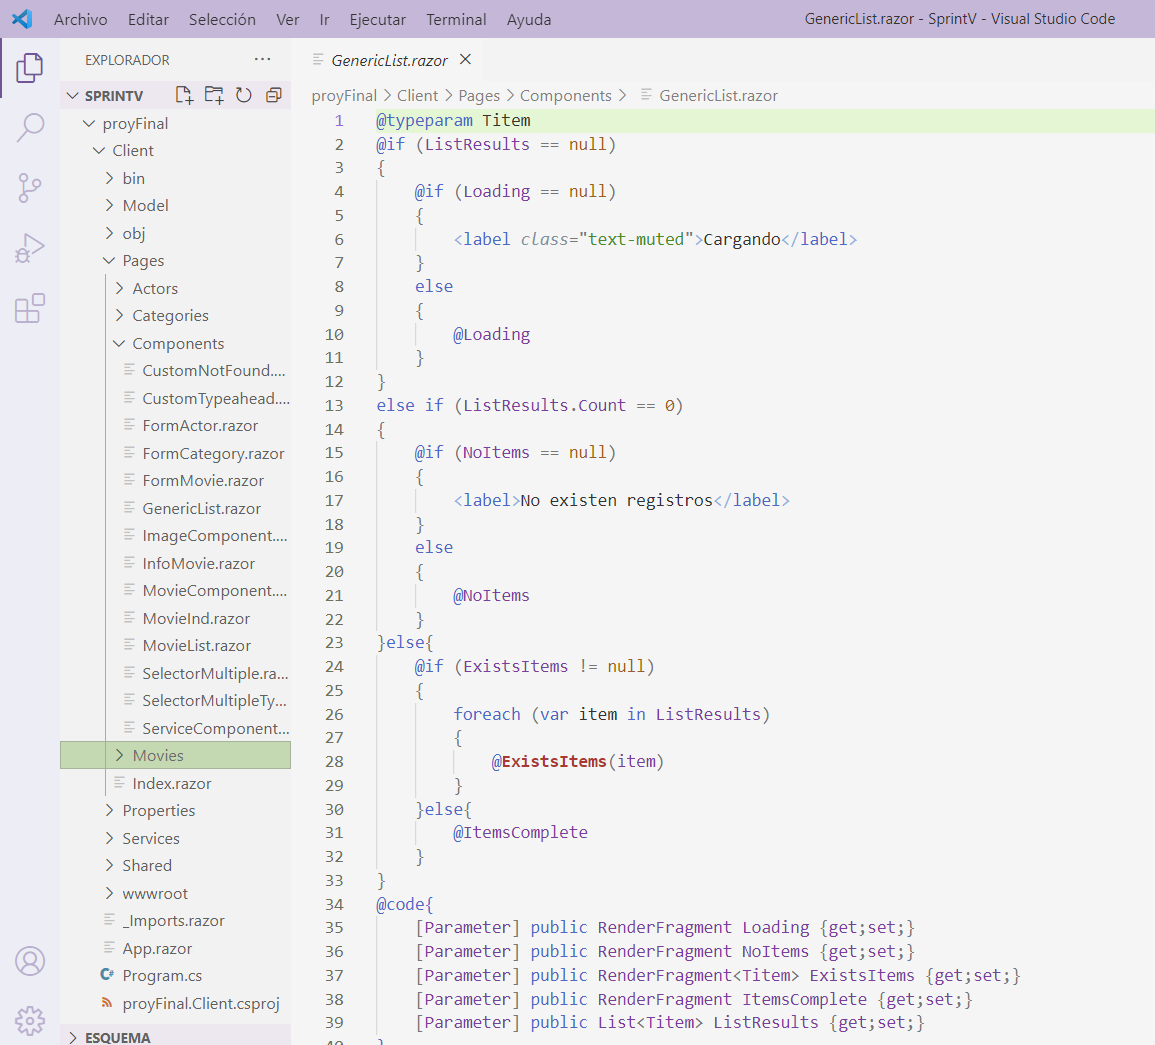 Archivo Editar Selección Ver Ir Ejecutar Terminal Ayuda GenericList.razor - SprintV - Visual Studio Code
EXPLORADOR ...
SPRINTV
proyFinal
Client
bin
Model
obj
Pages
Actors
Categories
Components
CustomNotFound....
CustomTypeahead....
FormActor.razor
FormCategory.razor
FormMovie.razor
GenericList.razor
ImageComponent....
InfoMovie.razor
MovieComponent....
MovieInd.razor
MovieList.razor
SelectorMultiple.ra...
SelectorMultipleTy...
ServiceComponent...
Movies
Index.razor
Properties
Services
Shared
wwwroot
_Imports.razor
App.razor
Program.cs
proyFinal.Client.csproj
ESQUEMA
GenericList.razor
proyFinal > Client > Pages > Components > GenericList.razor
1 @typeparam Titem
2 @if (ListResults == null)
3 {
4     @if (Loading == null)
5     {
6         <label class="text-muted">Cargando</label>
7     }
8     else
9     {
10         @Loading
11     }
12 }
13 else if (ListResults.Count == 0)
14 {
15     @if (NoItems == null)
16     {
17         <label>No existen registros</label>
18     }
19     else
20     {
21         @NoItems
22     }
23 }else{
24     @if (ExistsItems != null)
25     {
26         foreach (var item in ListResults)
27         {
28             @ExistsItems(item)
29         }
30     }else{
31         @ItemsComplete
32     }
33 }
34 @code{
35     [Parameter] public RenderFragment Loading {get;set;}
36     [Parameter] public RenderFragment NoItems {get;set;}
37     [Parameter] public RenderFragment<Titem> ExistsItems {get;set;}
38     [Parameter] public RenderFragment ItemsComplete {get;set;}
39     [Parameter] public List<Titem> ListResults {get;set;}
40 }